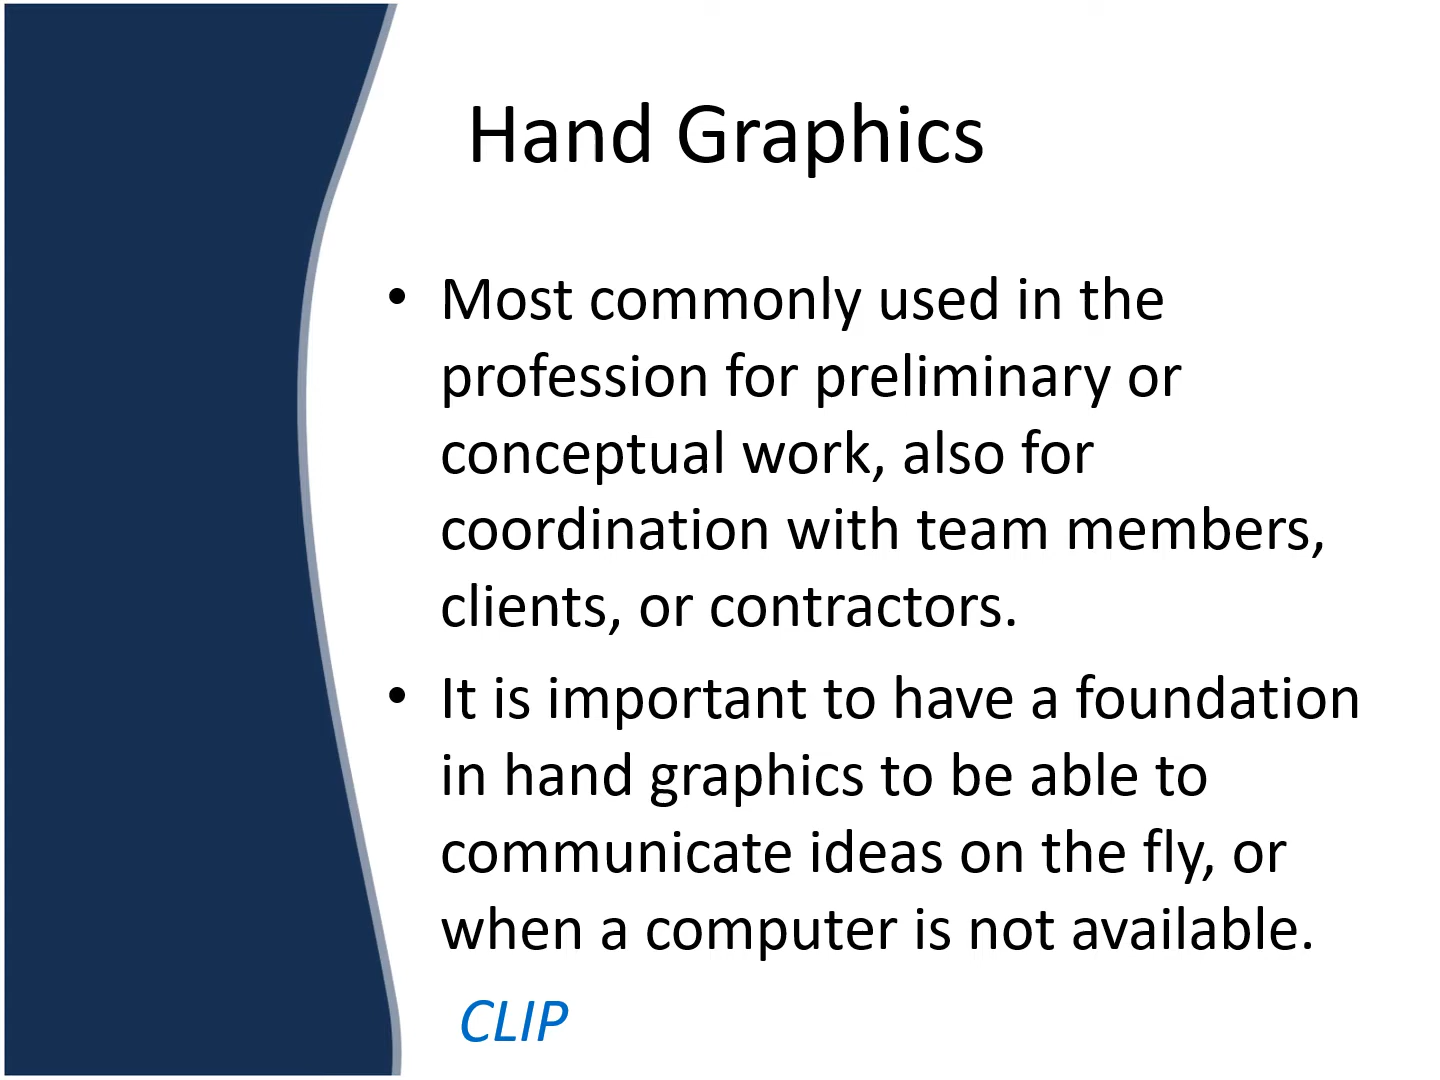 Hand Graphics
• Most commonly used in the
profession for preliminary or
conceptual work, also for
coordination with team members,
clients, or contractors.
• It is important to have a foundation
in hand graphics to be able to
communicate ideas on the fly, or
when a computer is not available.
CLIP